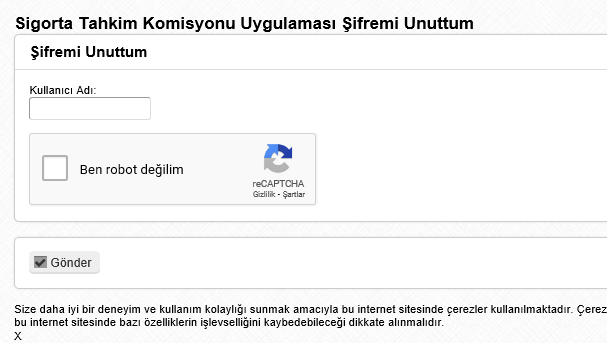 Sigorta Tahkim Komisyonu Uygulaması Şifremi Unuttum
Şifremi Unuttum
Kullanıcı Adı:
Ben robot değilim
reCAPTCHA
Gizlilik - Şartlar
Gönder
Size daha iyi bir deneyim ve kullanım kolaylığı sunmak amacıyla bu internet sitesinde çerezler kullanılmaktadır. Çerez
bu internet sitesinde bazı özelliklerin işlevselliğini kaybedebileceği dikkate alınmalıdır.
X